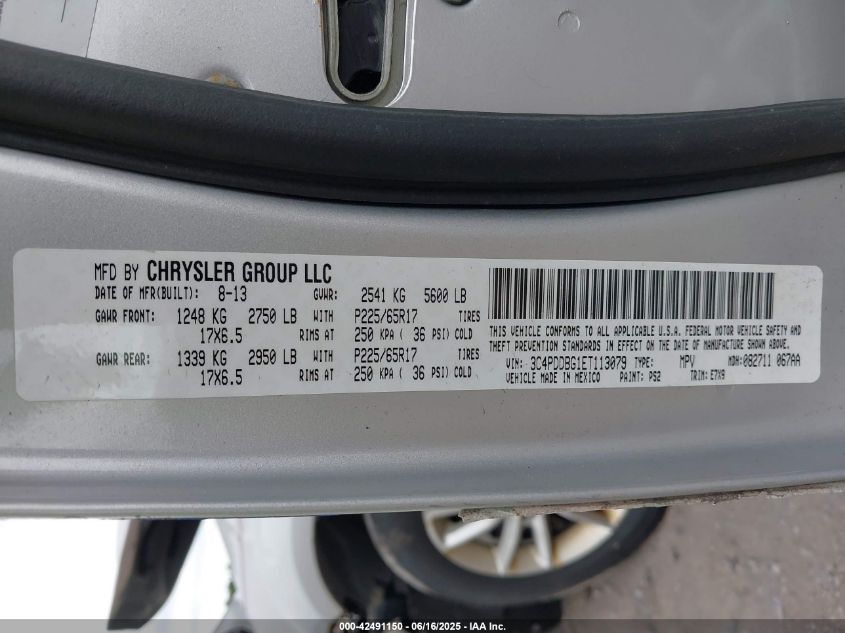 MFD BY CHRYSLER GROUP LLC
DATE OF MFR(BUILT): 8-13 GVWR: 2541 KG 5600 LB
GAWR FRONT: 1248 KG 2750 LB WITH P225/65R17 TIRES
17X6.5 RIMS AT 250 KPA ( 36 PSI) COLD
GAWR REAR: 1339 KG 2950 LB WITH P225/65R17 TIRES
17X6.5 RIMS AT 250 KPA ( 36 PSI) COLD
THIS VEHICLE CONFORMS TO ALL APPLICABLE U.S.A. FEDERAL MOTOR VEHICLE SAFETY AND
THEFT PREVENTION STANDARDS IN EFFECT ON THE DATE OF MANUFACTURE SHOWN ABOVE.
VIN: 3C4PDDBG1ET113079 TYPE: MPV MDH: 082711 067AA
VEHICLE MADE IN MEXICO PAINT: PS2 TRIM: E7X9
000-42491150 - 06/16/2025 - IAA Inc.